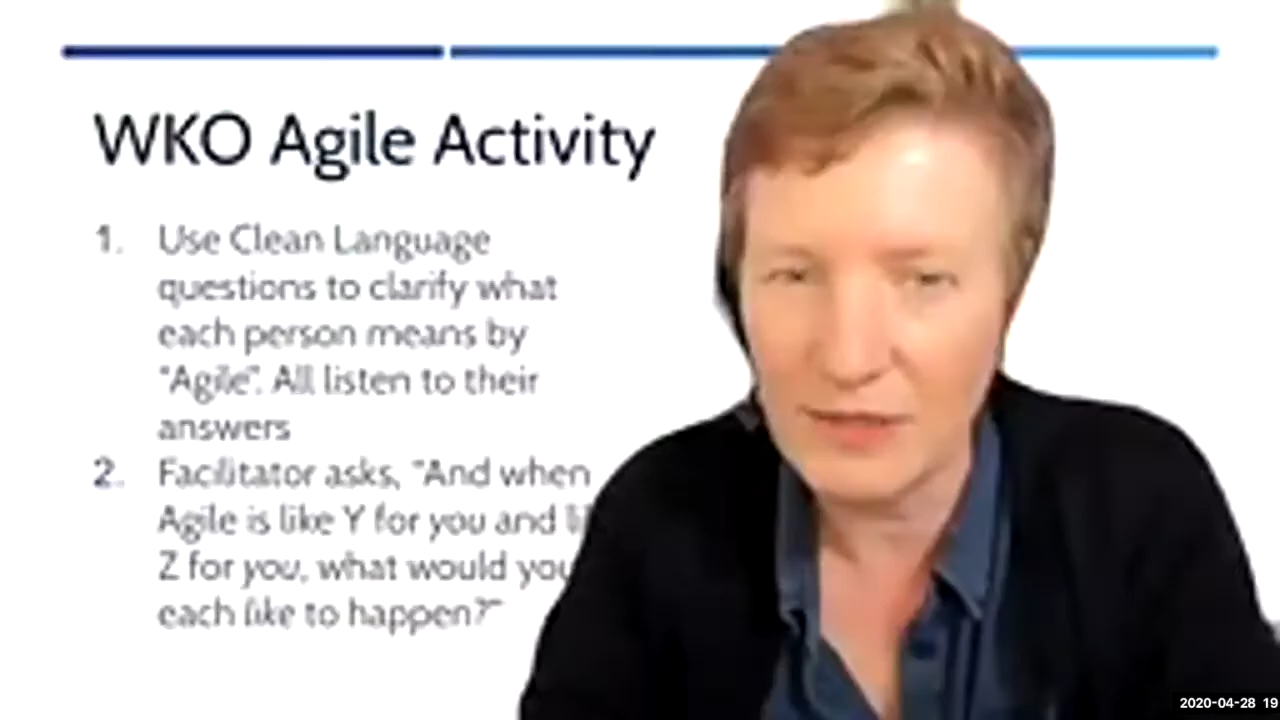 WKO Agile Activity
1. Use Clean Language
questions to clarify what
each person means by
"Agile". All listen to their
answers
2. Facilitator asks, "And when
Agile is like Y for you and
Z for you, what would you
each like to happen?"
2020-04-28 19